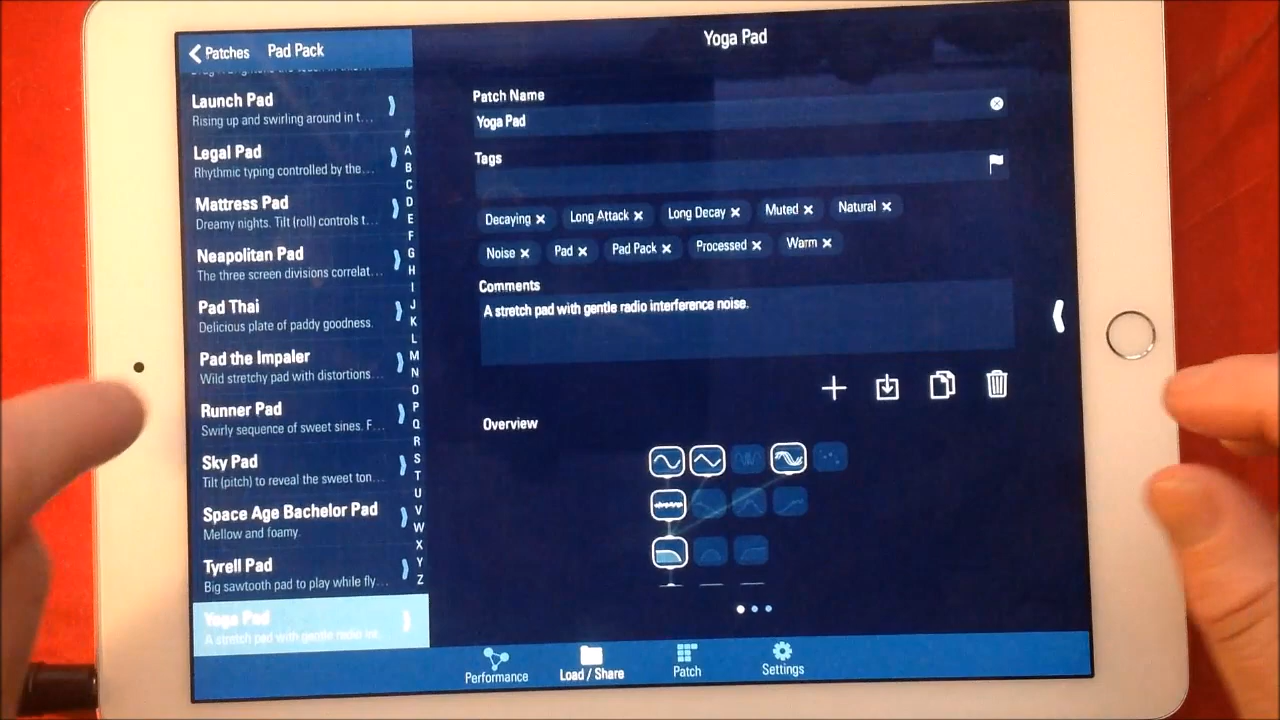 Patches Pad Pack
Launch Pad
Rising up and swirling around in t...
Legal Pad
Rhythmic typing controlled by the...
Mattress Pad
Dreamy nights. Tilt (roll) controls t...
Neapolitan Pad
The three screen divisions correlat...
Pad Thai
Delicious plate of paddy goodness.
Pad the Impaler
Wild stretchy pad with distortions...
Runner Pad
Swirly sequence of sweet sines. F...
Sky Pad
Tilt (pitch) to reveal the sweet ton...
Space Age Bachelor Pad
Mellow and foamy.
Tyrell Pad
Big sawtooth pad to play while fly...
Yoga Pad
A stretch pad with gentle radio inte...
#
A
B
C
D
E
F
G
H
I
J
K
L
M
N
O
P
Q
R
S
T
U
V
W
X
Y
Z
Yoga Pad
Patch Name
Yoga Pad
Tags
Decaying × Long Attack × Long Decay × Muted × Natural ×
Noise × Pad × Pad Pack × Processed × Warm ×
Comments
A stretch pad with gentle radio interference noise.
Overview
Performance Load / Share Patch Settings